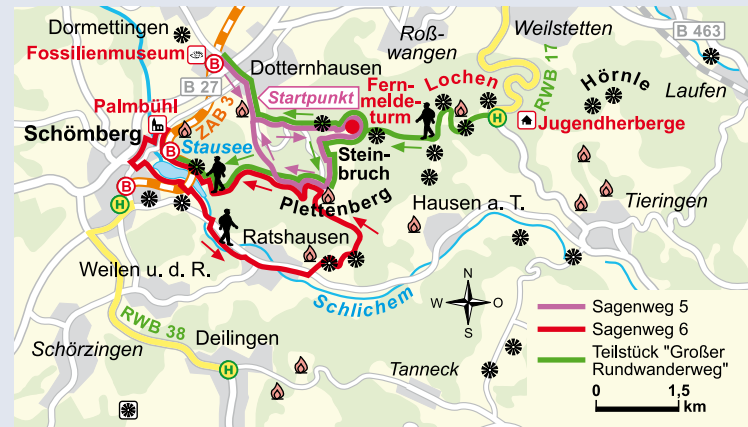 Dormettingen
Fossilienmuseum
B
B 27
Dotternhausen
Roß-
wangen
Weilstetten
B 463
Laufen
Hörnle
RWB 17
Lochen
Fern-
melde-
turm
Startpunkt
Palmbühl
ZAB 3
Schömberg
Stausee
B
H
Jugendherberge
Stein-
bruch
Plettenberg
B
H
Hausen a. T.
Tieringen
Ratshausen
Weilen u. d. R.
Schlichem
N
W
O
S
RWB 38
Deilingen
H
Schörzingen
Tanneck
Sagenweg 5
Sagenweg 6
Teilstück "Großer
Rundwanderweg"
0
1,5
km